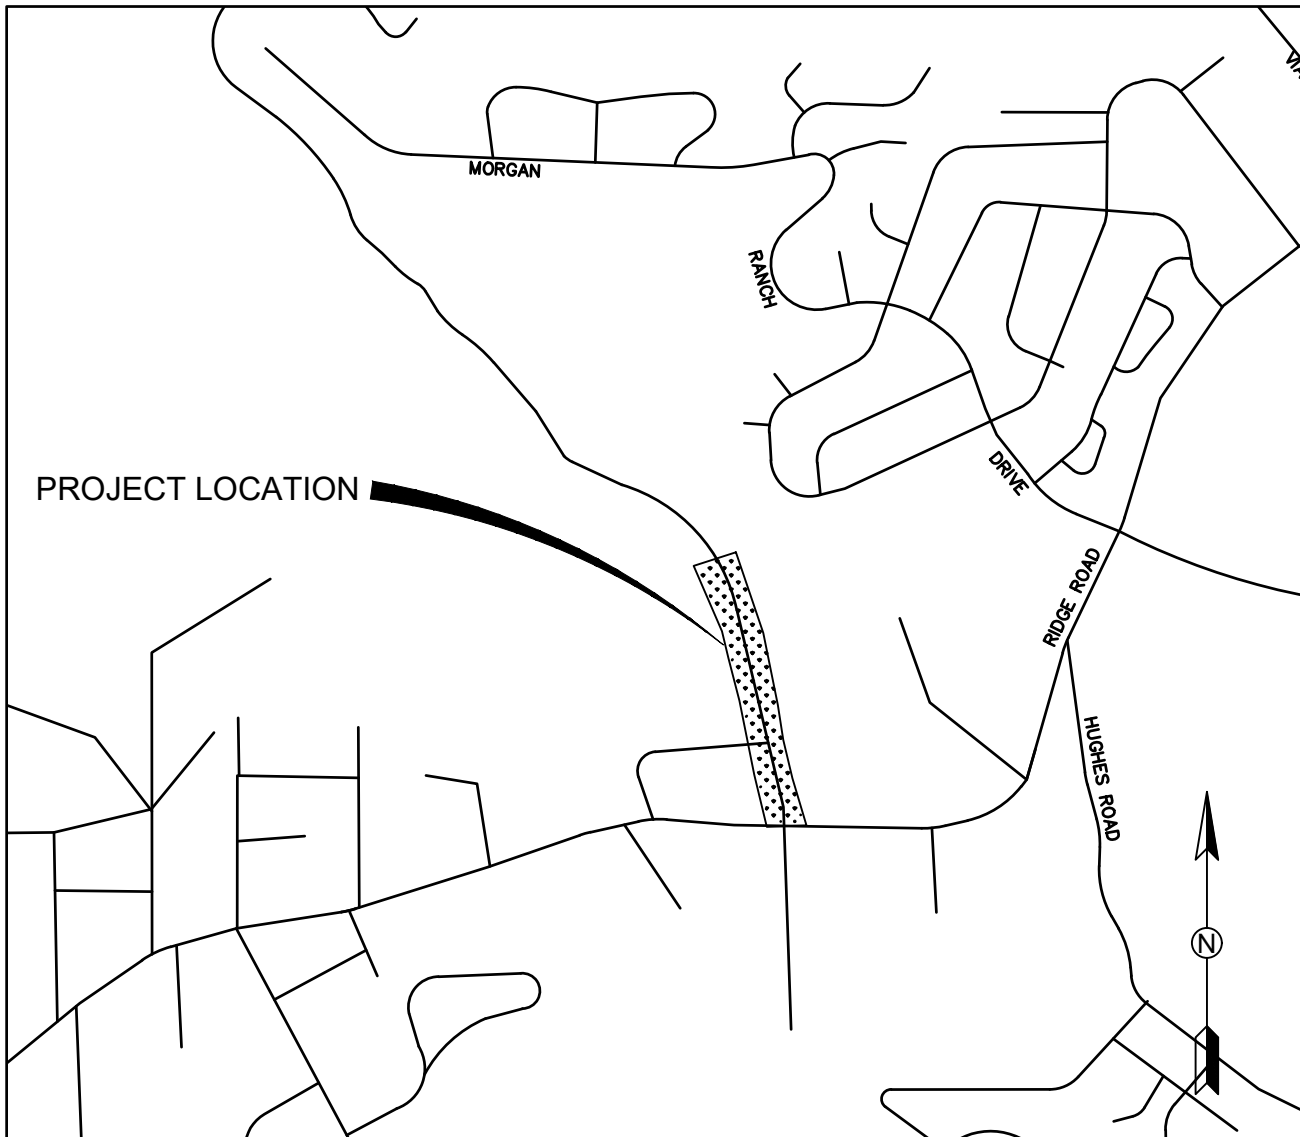 MORGAN
RANCH
DRIVE
PROJECT LOCATION
RIDGE ROAD
HUGHES ROAD
N